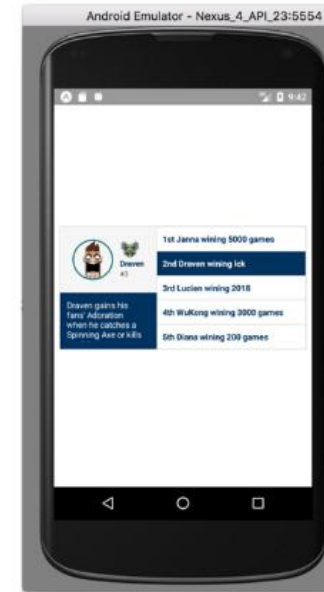 Android Emulator - Nexus_4_API_23:5554
9:42
Draven
#3
Draven gains his
fans' Adoration
when he catches a
Spinning Axe or kills
1st Janna wining 5000 games
2nd Draven wining lck
3rd Lucien wining 2018
4th WuKong wining 3000 games
5th Diana wining 200 games